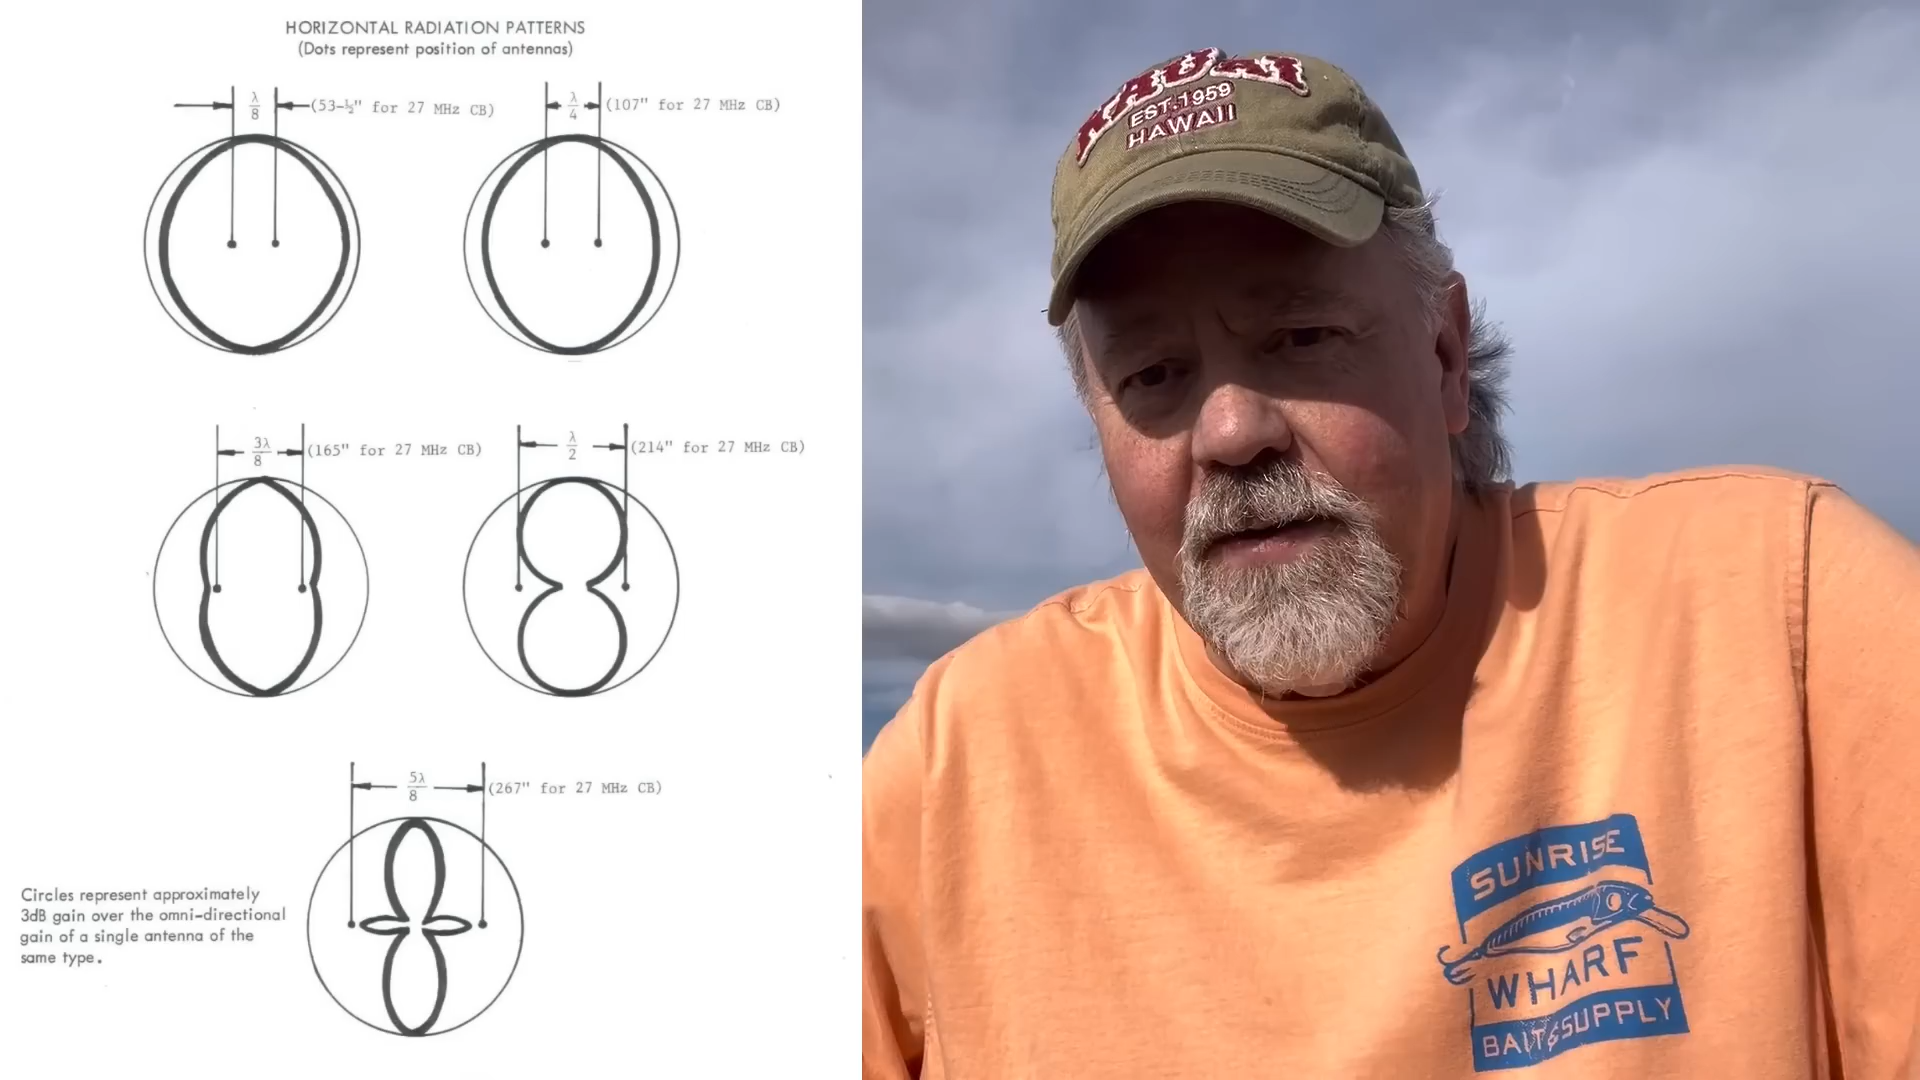 HORIZONTAL RADIATION PATTERNS
(Dots represent position of antennas)
λ/8 (53-½" for 27 MHz CB)
λ/4 (107" for 27 MHz CB)
3λ/8 (165" for 27 MHz CB)
λ/2 (214" for 27 MHz CB)
5λ/8 (267" for 27 MHz CB)
Circles represent approximately
3dB gain over the omni-directional
gain of a single antenna of the
same type.
EST.1959
HAWAII
SUNRISE
WHARF
BAIT & SUPPLY